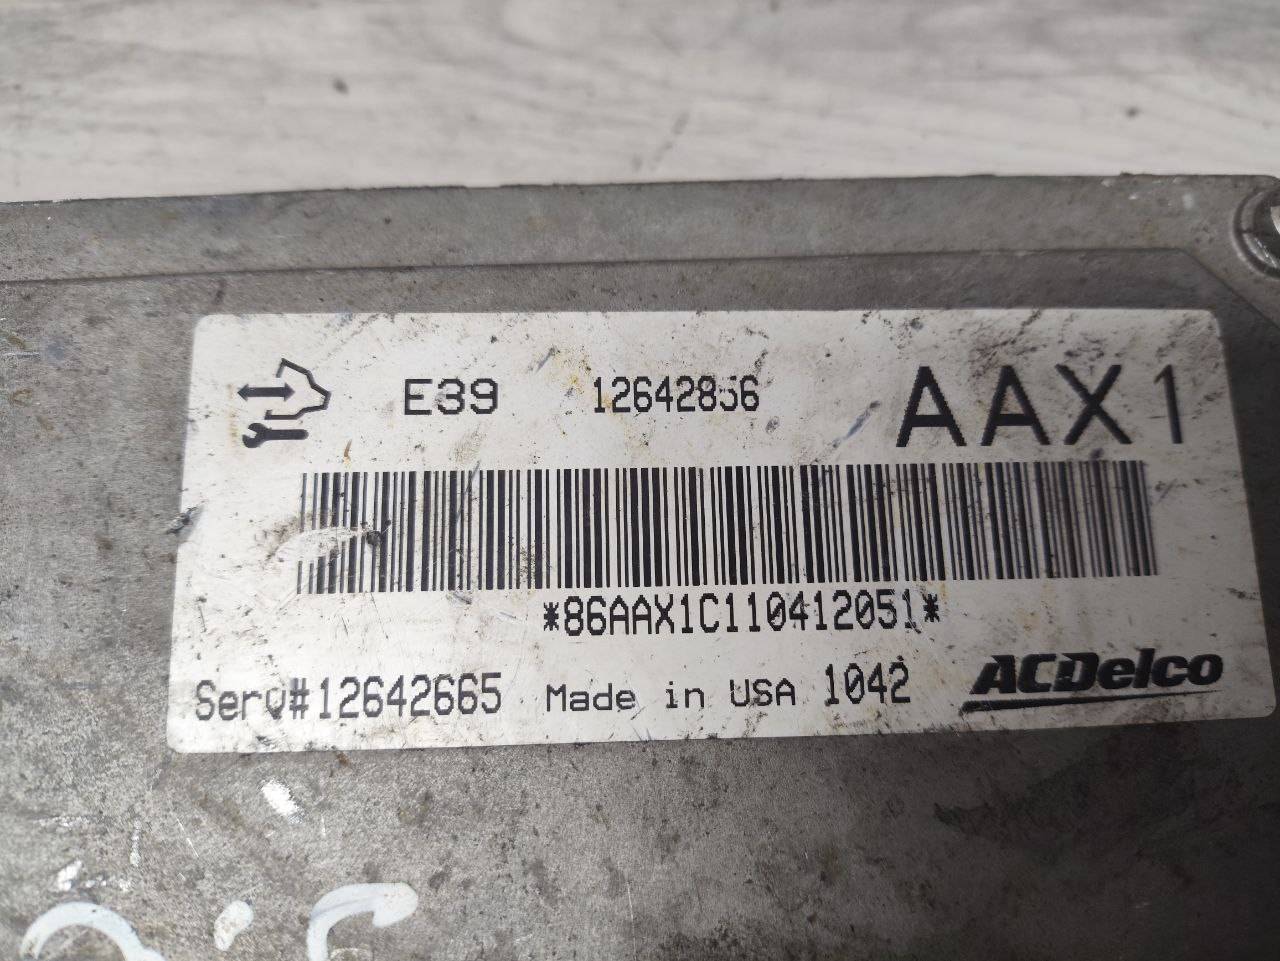 E39 12642856 AAX1
*86AAX1C110412051*
Serv#12642665 Made in USA 1042 ACDelco